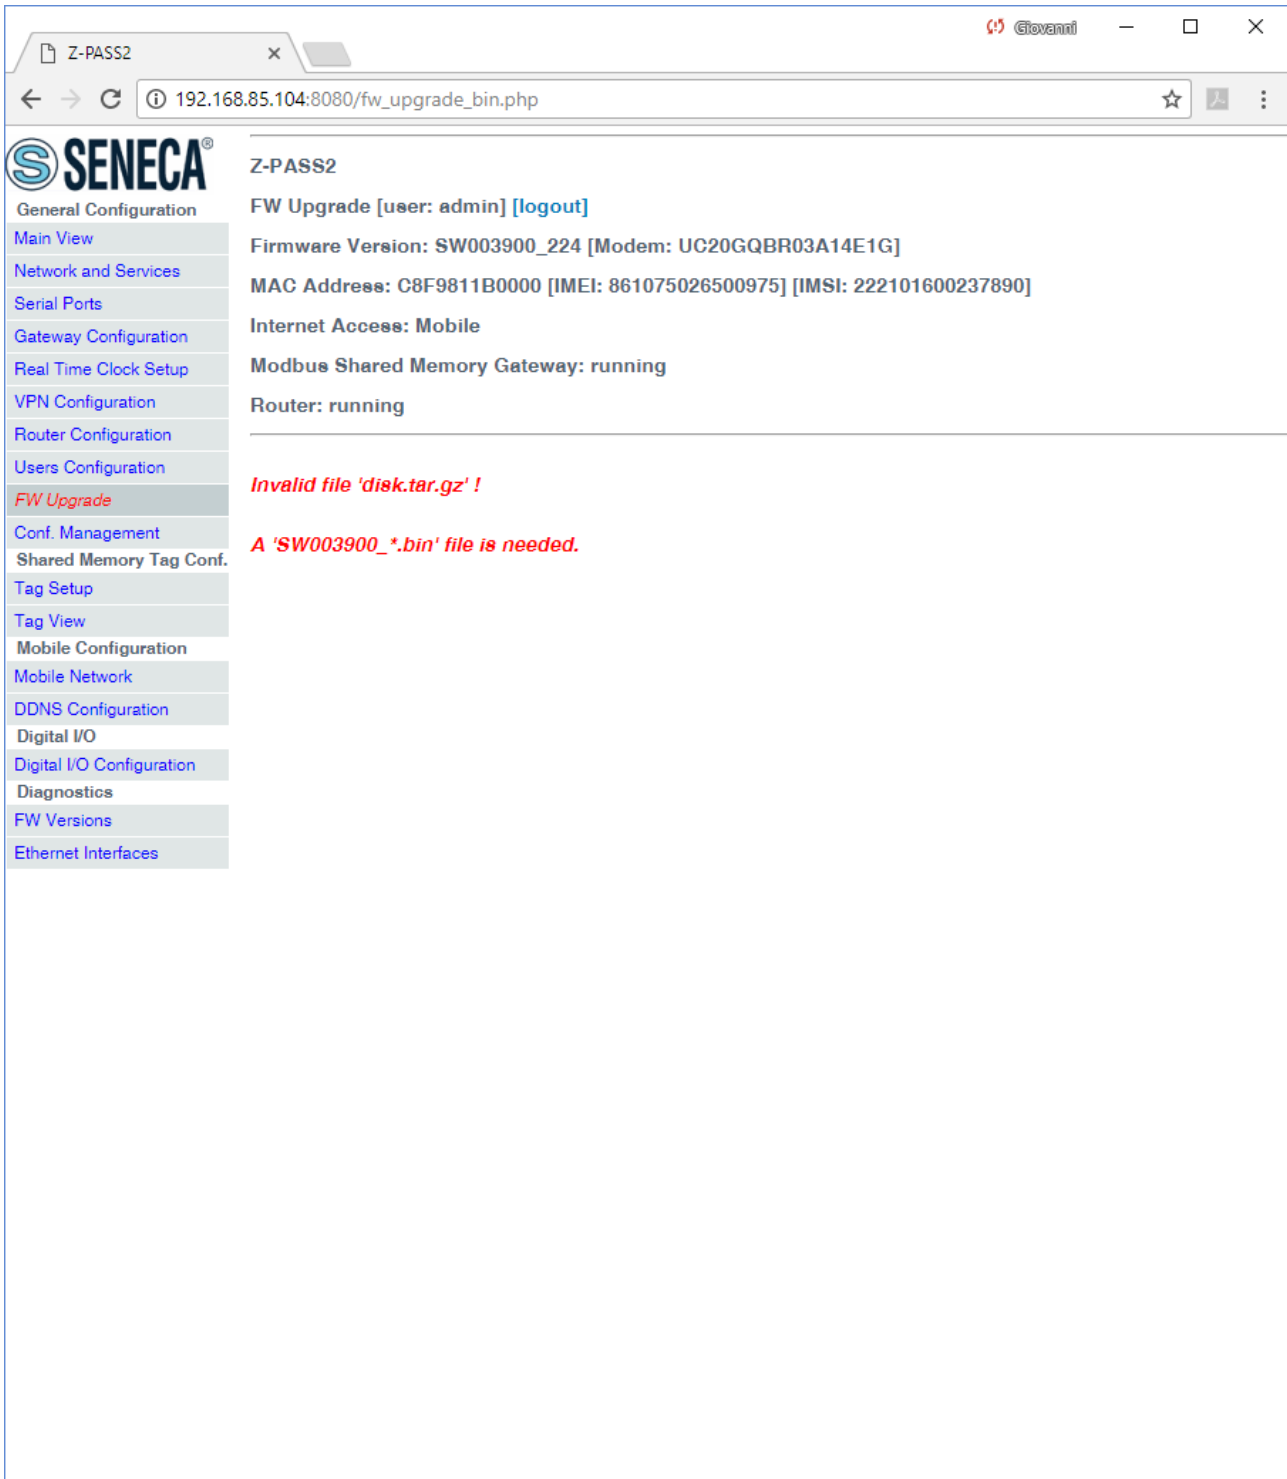 Giovanni
Z-PASS2
192.168.85.104:8080/fw_upgrade_bin.php
SENECA®
General Configuration
Main View
Network and Services
Serial Ports
Gateway Configuration
Real Time Clock Setup
VPN Configuration
Router Configuration
Users Configuration
FW Upgrade
Conf. Management
Shared Memory Tag Conf.
Tag Setup
Tag View
Mobile Configuration
Mobile Network
DDNS Configuration
Digital I/O
Digital I/O Configuration
Diagnostics
FW Versions
Ethernet Interfaces
Z-PASS2
FW Upgrade [user: admin] [logout]
Firmware Version: SW003900_224 [Modem: UC20GQBR03A14E1G]
MAC Address: C8F9811B0000 [IMEI: 861075026500975] [IMSI: 222101600237890]
Internet Access: Mobile
Modbus Shared Memory Gateway: running
Router: running
Invalid file 'disk.tar.gz' !
A 'SW003900_*.bin' file is needed.